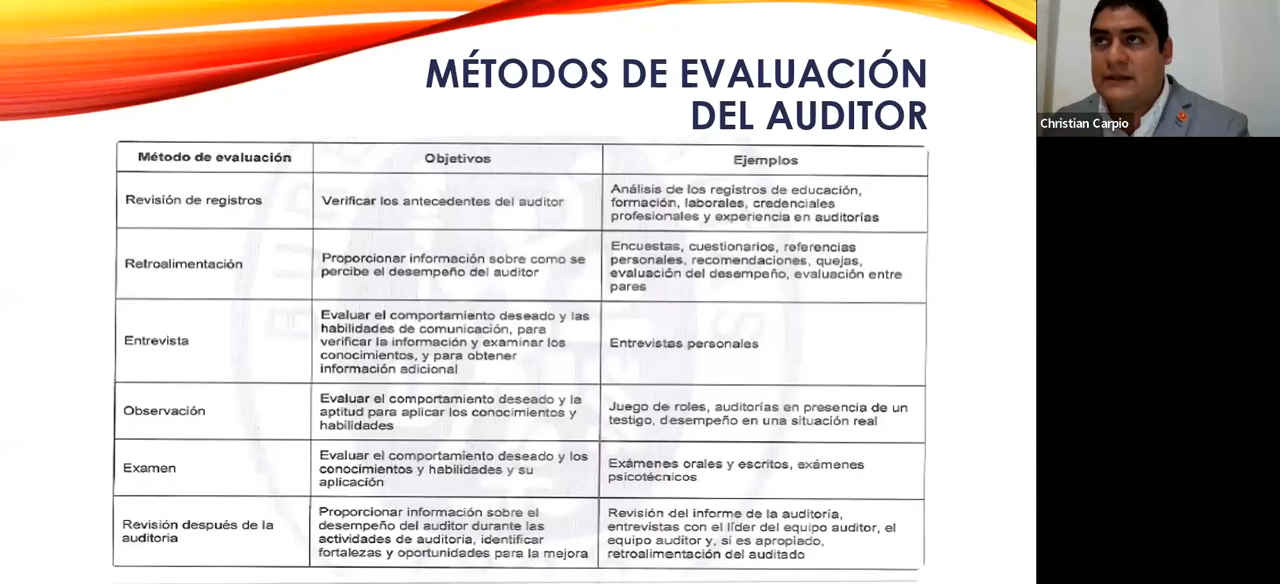 MÉTODOS DE EVALUACIÓN
DEL AUDITOR
Christian Carpio
Método de evaluación
Objetivos
Ejemplos
Revisión de registros
Verificar los antecedentes del auditor
Análisis de los registros de educación,
formación, laborales, credenciales
profesionales y experiencia en auditorías
Retroalimentación
Proporcionar información sobre como se
percibe el desempeño del auditor
Encuestas, cuestionarios, referencias
personales, recomendaciones, quejas,
evaluación del desempeño, evaluación entre
pares
Entrevista
Evaluar el comportamiento deseado y las
habilidades de comunicación, para
verificar la información y examinar los
conocimientos, y para obtener
información adicional
Entrevistas personales
Observación
Evaluar el comportamiento deseado y la
aptitud para aplicar los conocimientos y
habilidades
Juego de roles, auditorías en presencia de un
testigo, desempeño en una situación real
Examen
Evaluar el comportamiento deseado y los
conocimientos y habilidades y su
aplicación
Exámenes orales y escritos, exámenes
psicotécnicos
Revisión después de la
auditoría
Proporcionar información sobre el
desempeño del auditor durante las
actividades de auditoría, identificar
fortalezas y oportunidades para la mejora
Revisión del informe de la auditoría,
entrevistas con el líder del equipo auditor, el
equipo auditor y, si es apropiado,
retroalimentación del auditado